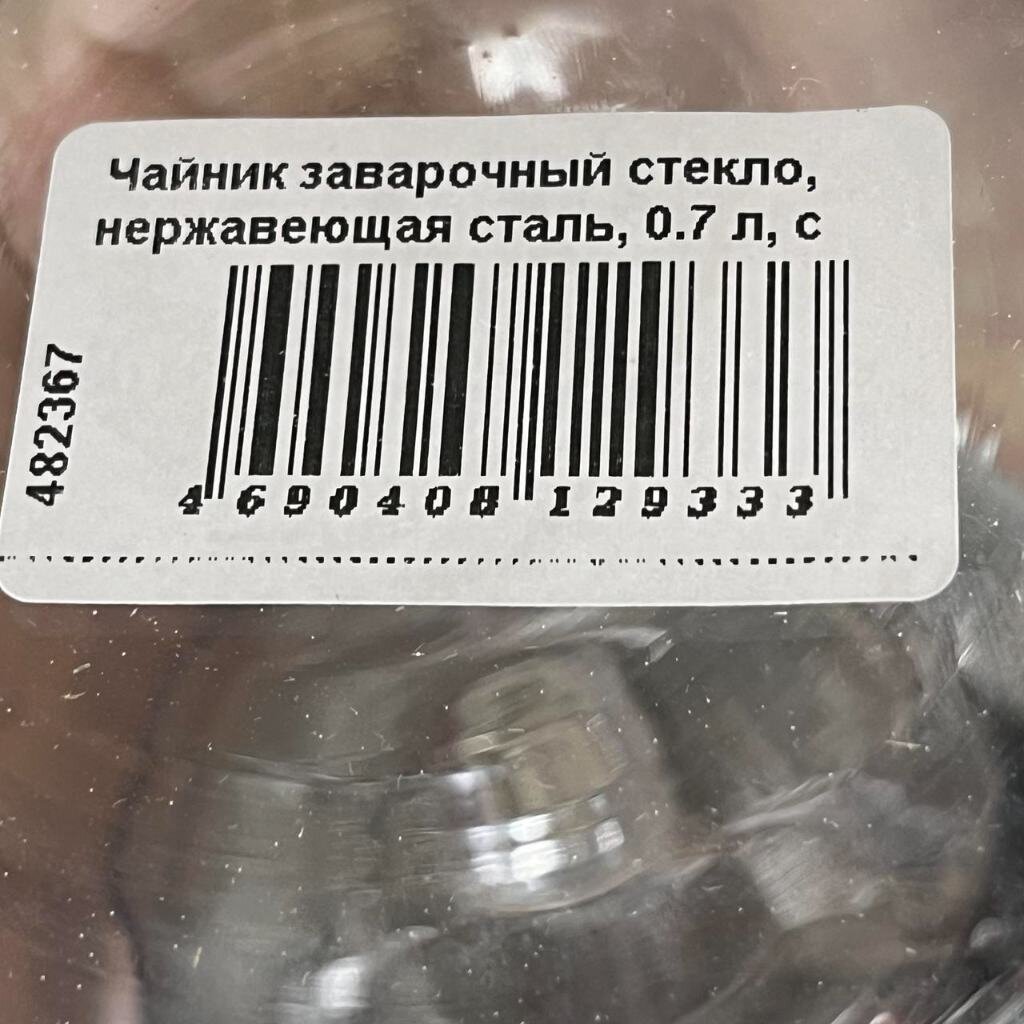 Чайник заварочный стекло,
нержавеющая сталь, 0.7 л, с
482367
4 690408 129333